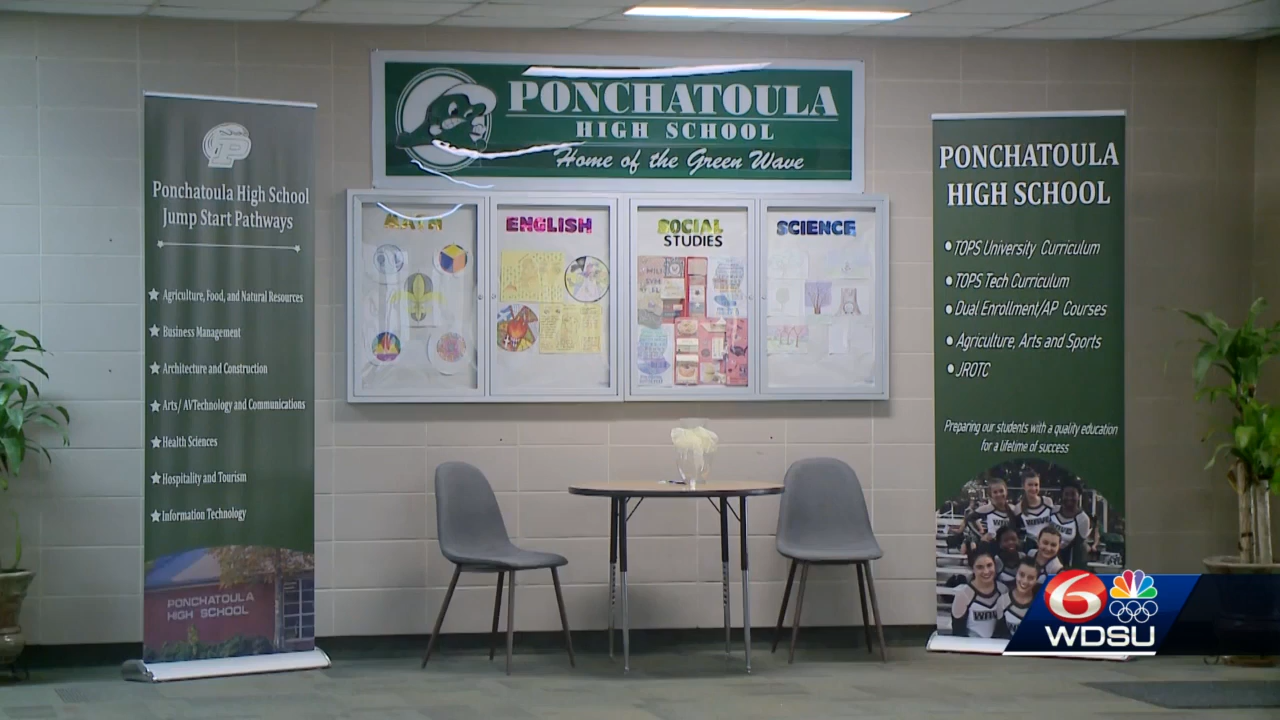 PONCHATOULA
HIGH SCHOOL
Home of the Green Wave
P
Ponchatoula High School
Jump Start Pathways
Agriculture, Food, and Natural Resources
Business Management
Architecture and Construction
Arts/ AVTechnology and Communications
Health Sciences
Hospitality and Tourism
Information Technology
PONCHATOULA
HIGH SCHOOL
ENGLISH
SOCIAL
STUDIES
SCIENCE
PONCHATOULA
HIGH SCHOOL
TOPS University Curriculum
TOPS Tech Curriculum
Dual Enrollment/AP Courses
Agriculture, Arts and Sports
JROTC
Preparing our students with a quality education
for a lifetime of success
6
WDSU